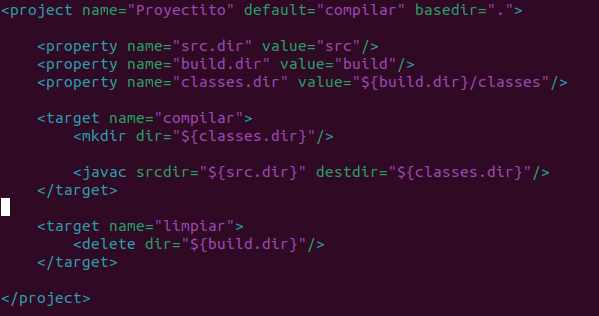 <project name="Proyectito" default="compilar" basedir=".">
<property name="src.dir" value="src"/>
<property name="build.dir" value="build"/>
<property name="classes.dir" value="${build.dir}/classes"/>
<target name="compilar">
<mkdir dir="${classes.dir}"/>
<javac srcdir="${src.dir}" destdir="${classes.dir}"/>
</target>
<target name="limpiar">
<delete dir="${build.dir}"/>
</target>
</project>